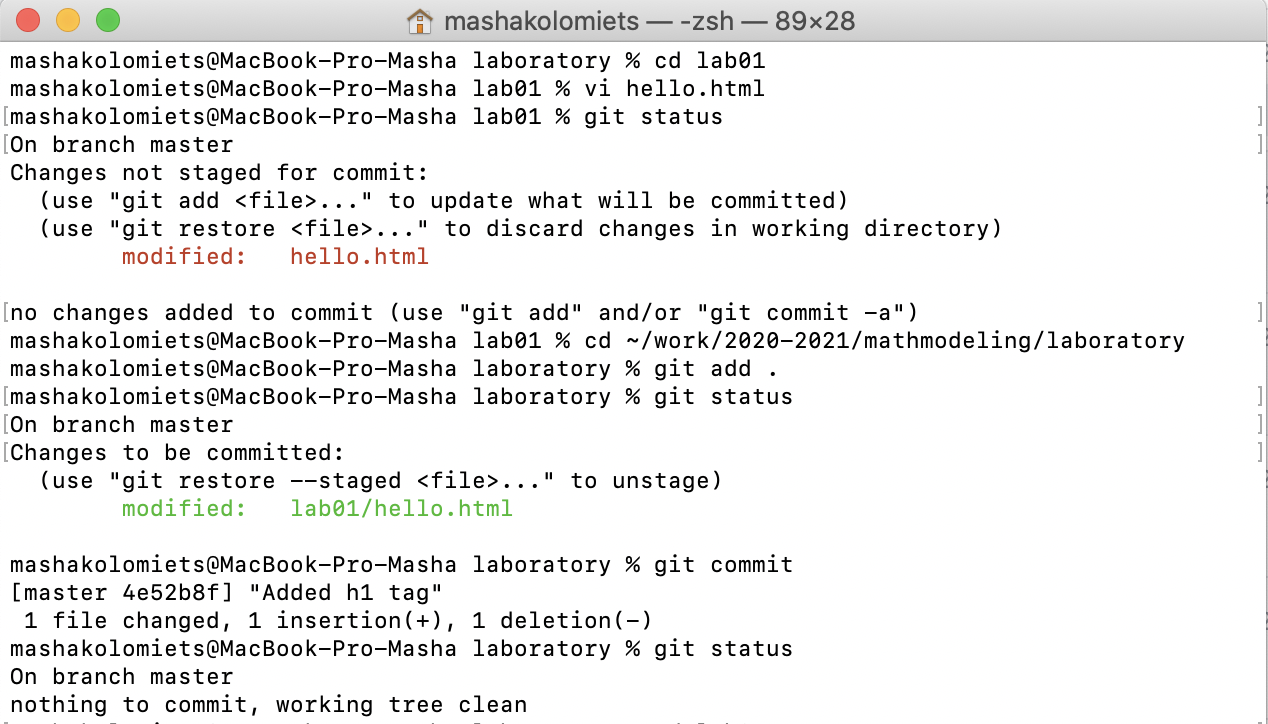 mashakolomiets — -zsh — 89×28
mashakolomiets@MacBook-Pro-Masha laboratory % cd lab01
mashakolomiets@MacBook-Pro-Masha lab01 % vi hello.html
[mashakolomiets@MacBook-Pro-Masha lab01 % git status ]
[On branch master ]
Changes not staged for commit:
  (use "git add <file>..." to update what will be committed)
  (use "git restore <file>..." to discard changes in working directory)
        modified:   hello.html

[no changes added to commit (use "git add" and/or "git commit -a") ]
mashakolomiets@MacBook-Pro-Masha lab01 % cd ~/work/2020-2021/mathmodeling/laboratory
mashakolomiets@MacBook-Pro-Masha laboratory % git add .
[mashakolomiets@MacBook-Pro-Masha laboratory % git status ]
[On branch master ]
[Changes to be committed: ]
  (use "git restore --staged <file>..." to unstage)
        modified:   lab01/hello.html

mashakolomiets@MacBook-Pro-Masha laboratory % git commit
[master 4e52b8f] "Added h1 tag"
 1 file changed, 1 insertion(+), 1 deletion(-)
mashakolomiets@MacBook-Pro-Masha laboratory % git status
On branch master
nothing to commit, working tree clean